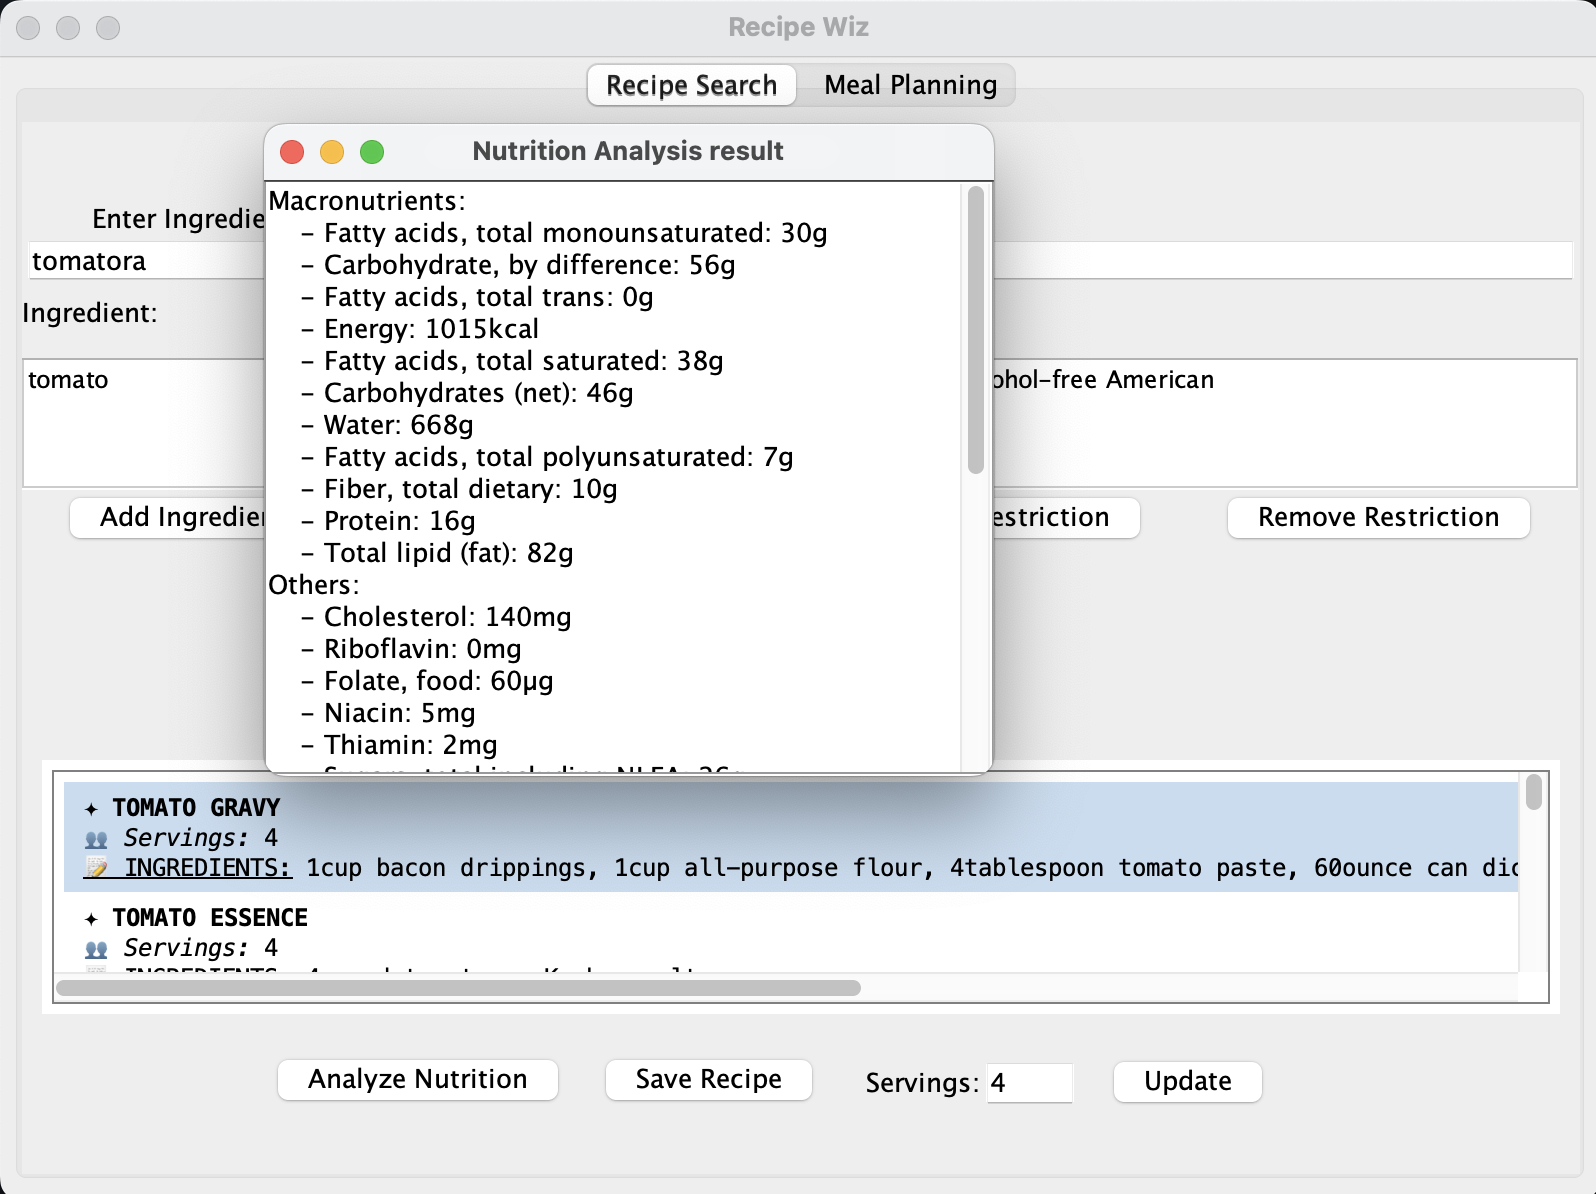 Recipe Wiz
Recipe Search
Meal Planning
Nutrition Analysis result
Enter Ingredie
tomatora
Ingredient:
tomato
ohol-free American
Add Ingredie
estriction
Remove Restriction
Macronutrients:
– Fatty acids, total monounsaturated: 30g
– Carbohydrate, by difference: 56g
– Fatty acids, total trans: 0g
– Energy: 1015kcal
– Fatty acids, total saturated: 38g
– Carbohydrates (net): 46g
– Water: 668g
– Fatty acids, total polyunsaturated: 7g
– Fiber, total dietary: 10g
– Protein: 16g
– Total lipid (fat): 82g
Others:
– Cholesterol: 140mg
– Riboflavin: 0mg
– Folate, food: 60µg
– Niacin: 5mg
– Thiamin: 2mg
✦ TOMATO GRAVY
Servings: 4
INGREDIENTS: 1cup bacon drippings, 1cup all-purpose flour, 4tablespoon tomato paste, 60ounce can dic
✦ TOMATO ESSENCE
Servings: 4
Analyze Nutrition
Save Recipe
Servings: 4
Update